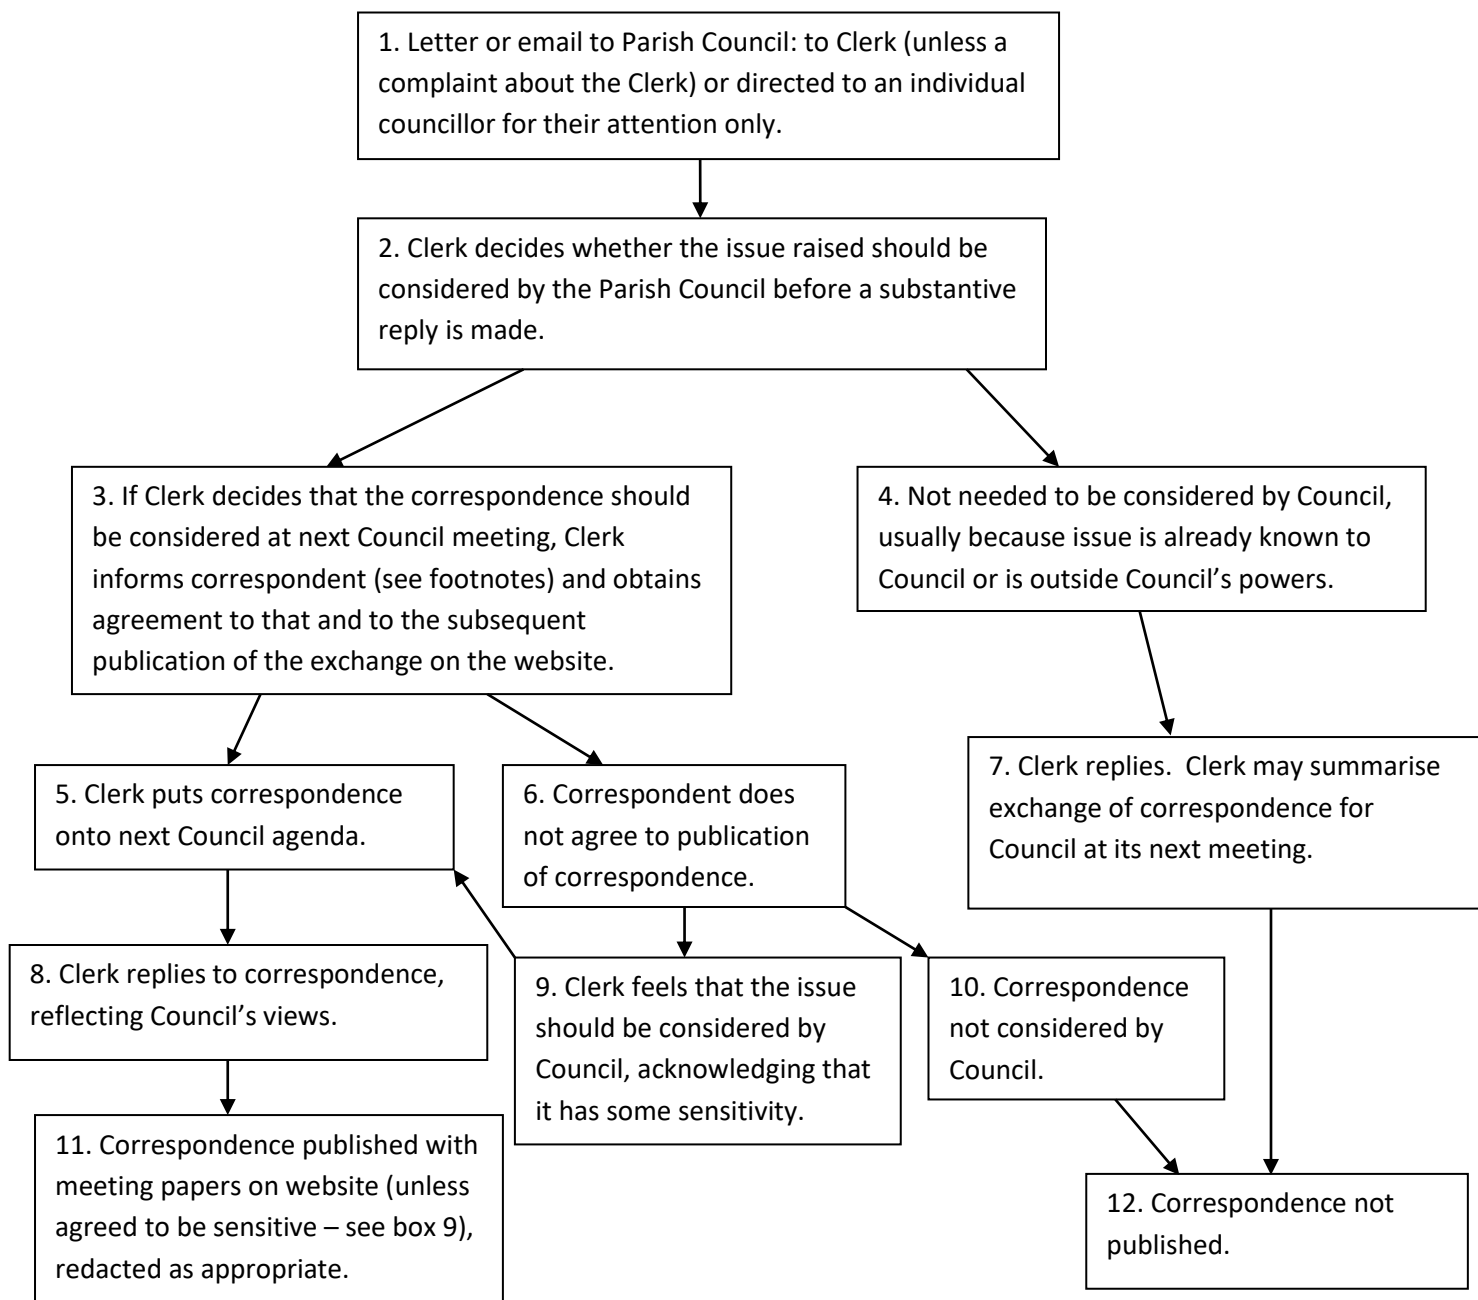 1. Letter or email to Parish Council: to Clerk (unless a
complaint about the Clerk) or directed to an individual
councillor for their attention only.
2. Clerk decides whether the issue raised should be
considered by the Parish Council before a substantive
reply is made.
3. If Clerk decides that the correspondence should
be considered at next Council meeting, Clerk
informs correspondent (see footnotes) and obtains
agreement to that and to the subsequent
publication of the exchange on the website.
4. Not needed to be considered by Council,
usually because issue is already known to
Council or is outside Council’s powers.
5. Clerk puts correspondence
onto next Council agenda.
6. Correspondent does
not agree to publication
of correspondence.
7. Clerk replies.  Clerk may summarise
exchange of correspondence for
Council at its next meeting.
8. Clerk replies to correspondence,
reflecting Council’s views.
9. Clerk feels that the issue
should be considered by
Council, acknowledging that
it has some sensitivity.
10. Correspondence
not considered by
Council.
11. Correspondence published with
meeting papers on website (unless
agreed to be sensitive – see box 9),
redacted as appropriate.
12. Correspondence not
published.